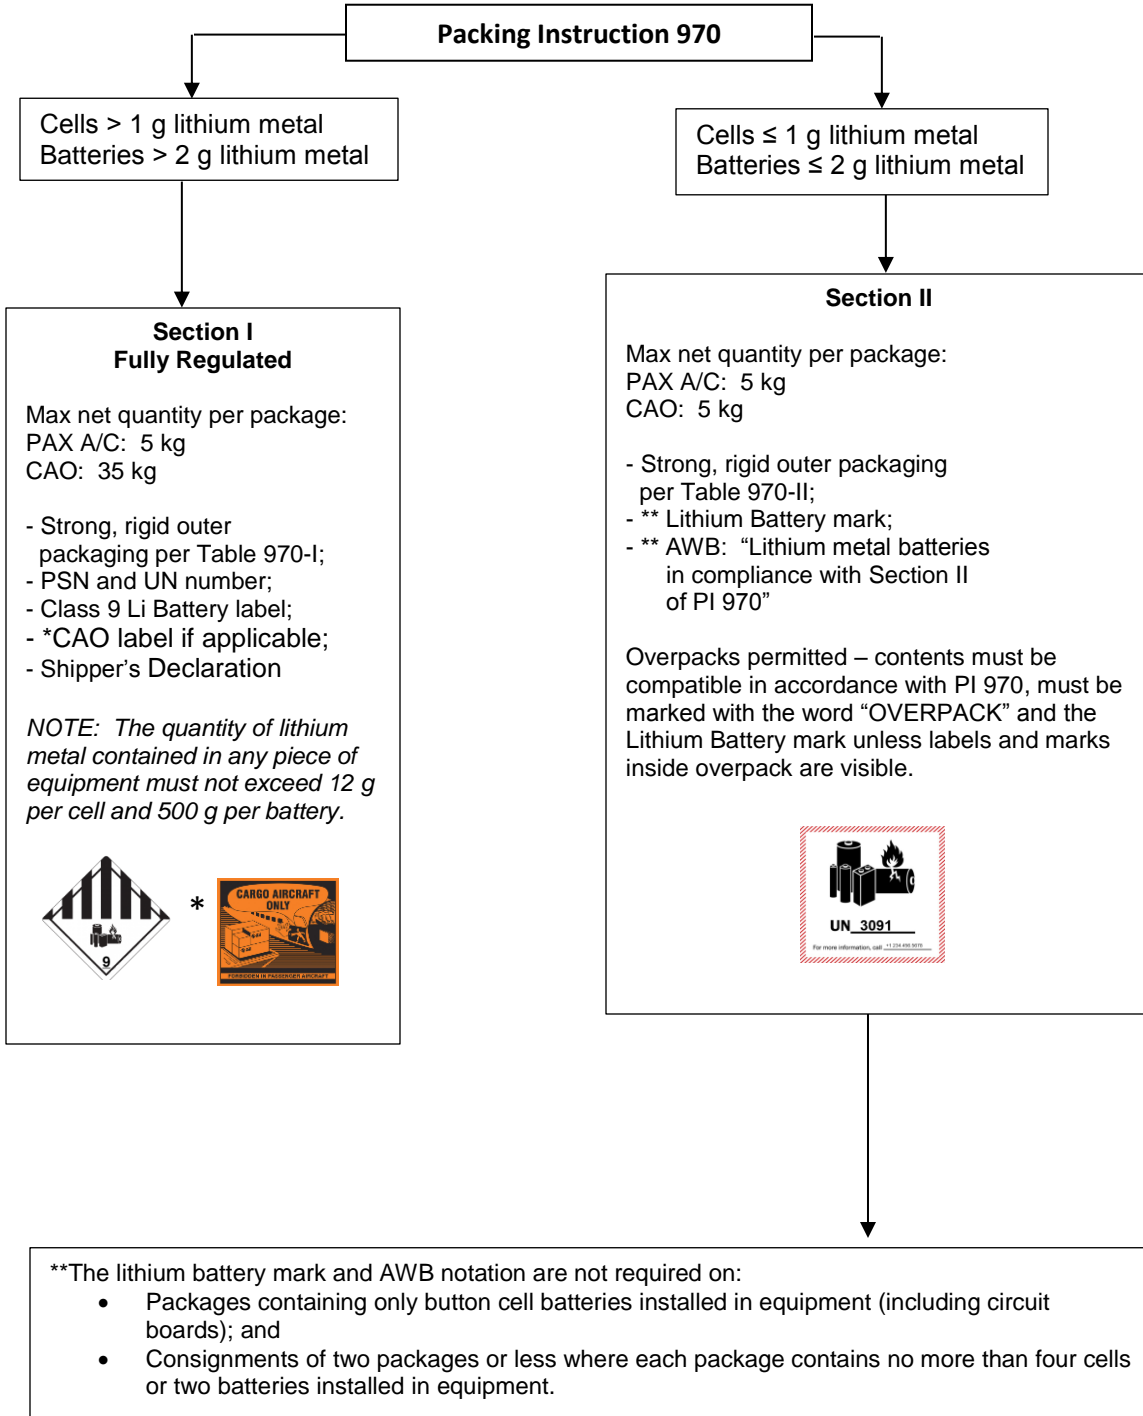 Packing Instruction 970
Cells > 1 g lithium metal
Batteries > 2 g lithium metal
Cells ≤ 1 g lithium metal
Batteries ≤ 2 g lithium metal
Section I
Fully Regulated
Max net quantity per package:
PAX A/C:  5 kg
CAO:  35 kg
- Strong, rigid outer
packaging per Table 970-I;
- PSN and UN number;
- Class 9 Li Battery label;
- *CAO label if applicable;
- Shipper's Declaration
NOTE:  The quantity of lithium
metal contained in any piece of
equipment must not exceed 12 g
per cell and 500 g per battery.
9
*
CARGO AIRCRAFT
ONLY
FORBIDDEN IN PASSENGER AIRCRAFT
Section II
Max net quantity per package:
PAX A/C:  5 kg
CAO:  5 kg
- Strong, rigid outer packaging
per Table 970-II;
- ** Lithium Battery mark;
- ** AWB:  “Lithium metal batteries
in compliance with Section II
of PI 970”
Overpacks permitted – contents must be
compatible in accordance with PI 970, must be
marked with the word “OVERPACK” and the
Lithium Battery mark unless labels and marks
inside overpack are visible.
UN 3091
For more information, call
**The lithium battery mark and AWB notation are not required on:
• Packages containing only button cell batteries installed in equipment (including circuit
boards); and
• Consignments of two packages or less where each package contains no more than four cells
or two batteries installed in equipment.